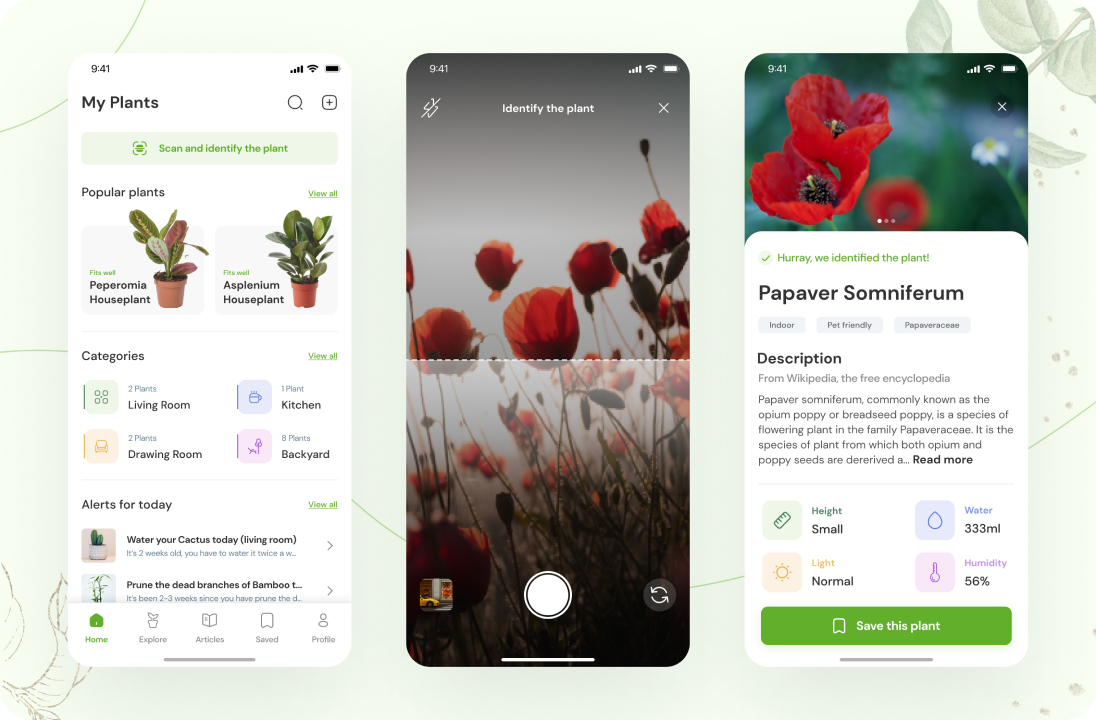 9:41
My Plants
Scan and identify the plant
Popular plants
View all
Fits well
Peperomia
Houseplant
Fits well
Asplenium
Houseplant
Categories
View all
2 Plants
Living Room
1 Plant
Kitchen
2 Plants
Drawing Room
8 Plants
Backyard
Alerts for today
View all
Water your Cactus today (living room)
It's 2 weeks old, you have to water it twice a w...
Prune the dead branches of Bamboo t...
It's been 2-3 weeks since you have prune the d...
Home
Explore
Articles
Saved
Profile
9:41
Identify the plant
9:41
Hurray, we identified the plant!
Papaver Somniferum
Indoor
Pet friendly
Papaveraceae
Description
From Wikipedia, the free encyclopedia
Papaver somniferum, commonly known as the
opium poppy or breadseed poppy, is a species of
flowering plant in the family Papaveraceae. It is the
species of plant from which both opium and
poppy seeds are dererived a... Read more
Height
Small
Water
333ml
Light
Normal
Humidity
56%
Save this plant